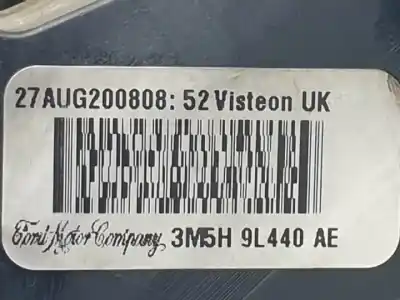 27AUG200808: 52 Visteon UK
Ford Motor Company 3M5H 9L440 AE